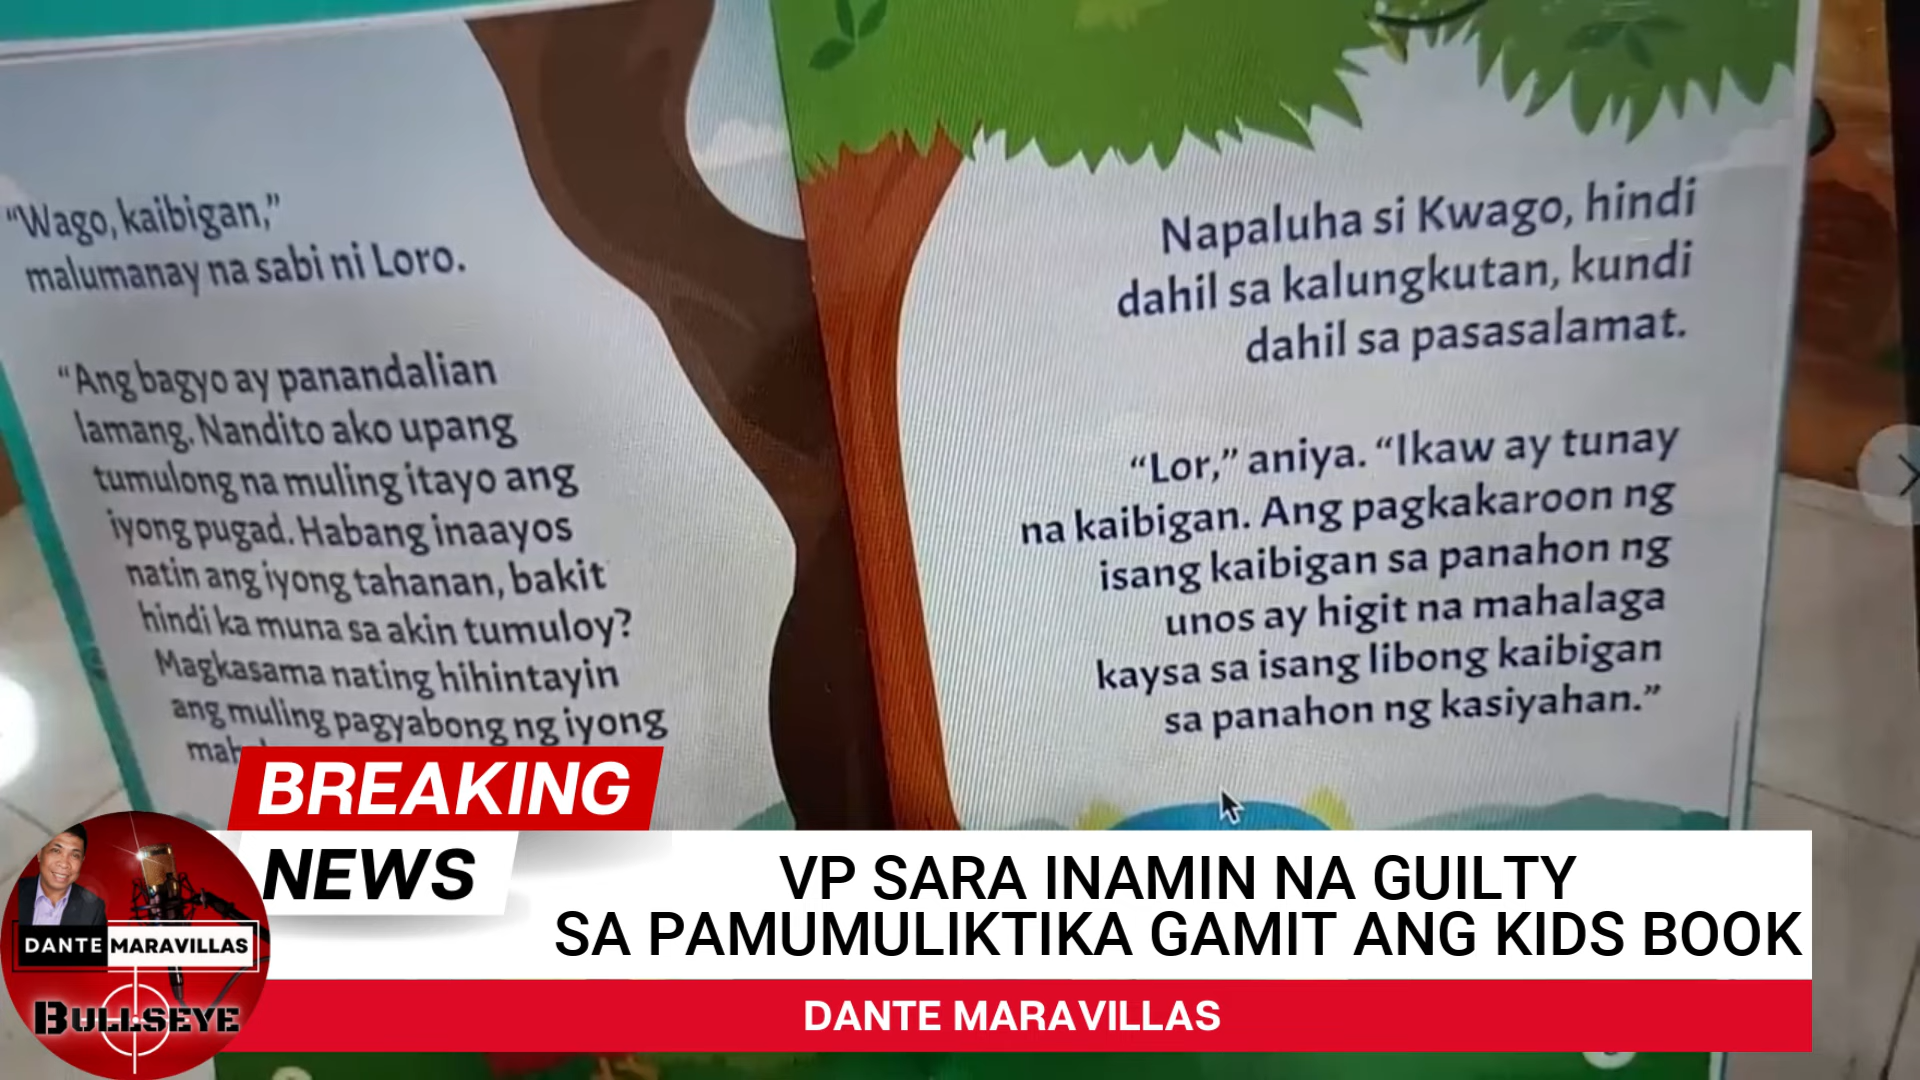 “Wago, kaibigan,”
malumanay na sabi ni Loro.
“Ang bagyo ay panandalian
lamang. Nandito ako upang
tumulong na muling itayo ang
iyong pugad. Habang inaayos
natin ang iyong tahanan, bakit
hindi ka muna sa akin tumuloy?
Magkasama nating hihintayin
ang muling pagyabong ng iyong
Napaluha si Kwago, hindi
dahil sa kalungkutan, kundi
dahil sa pasasalamat.
“Lor,” aniya. “Ikaw ay tunay
na kaibigan. Ang pagkakaroon ng
isang kaibigan sa panahon ng
unos ay higit na mahalaga
kaysa sa isang libong kaibigan
sa panahon ng kasiyahan.”
BREAKING
NEWS
VP SARA INAMIN NA GUILTY
SA PAMUMULIKTIKA GAMIT ANG KIDS BOOK
DANTE MARAVILLAS
DANTE MARAVILLAS
BULLSEYE